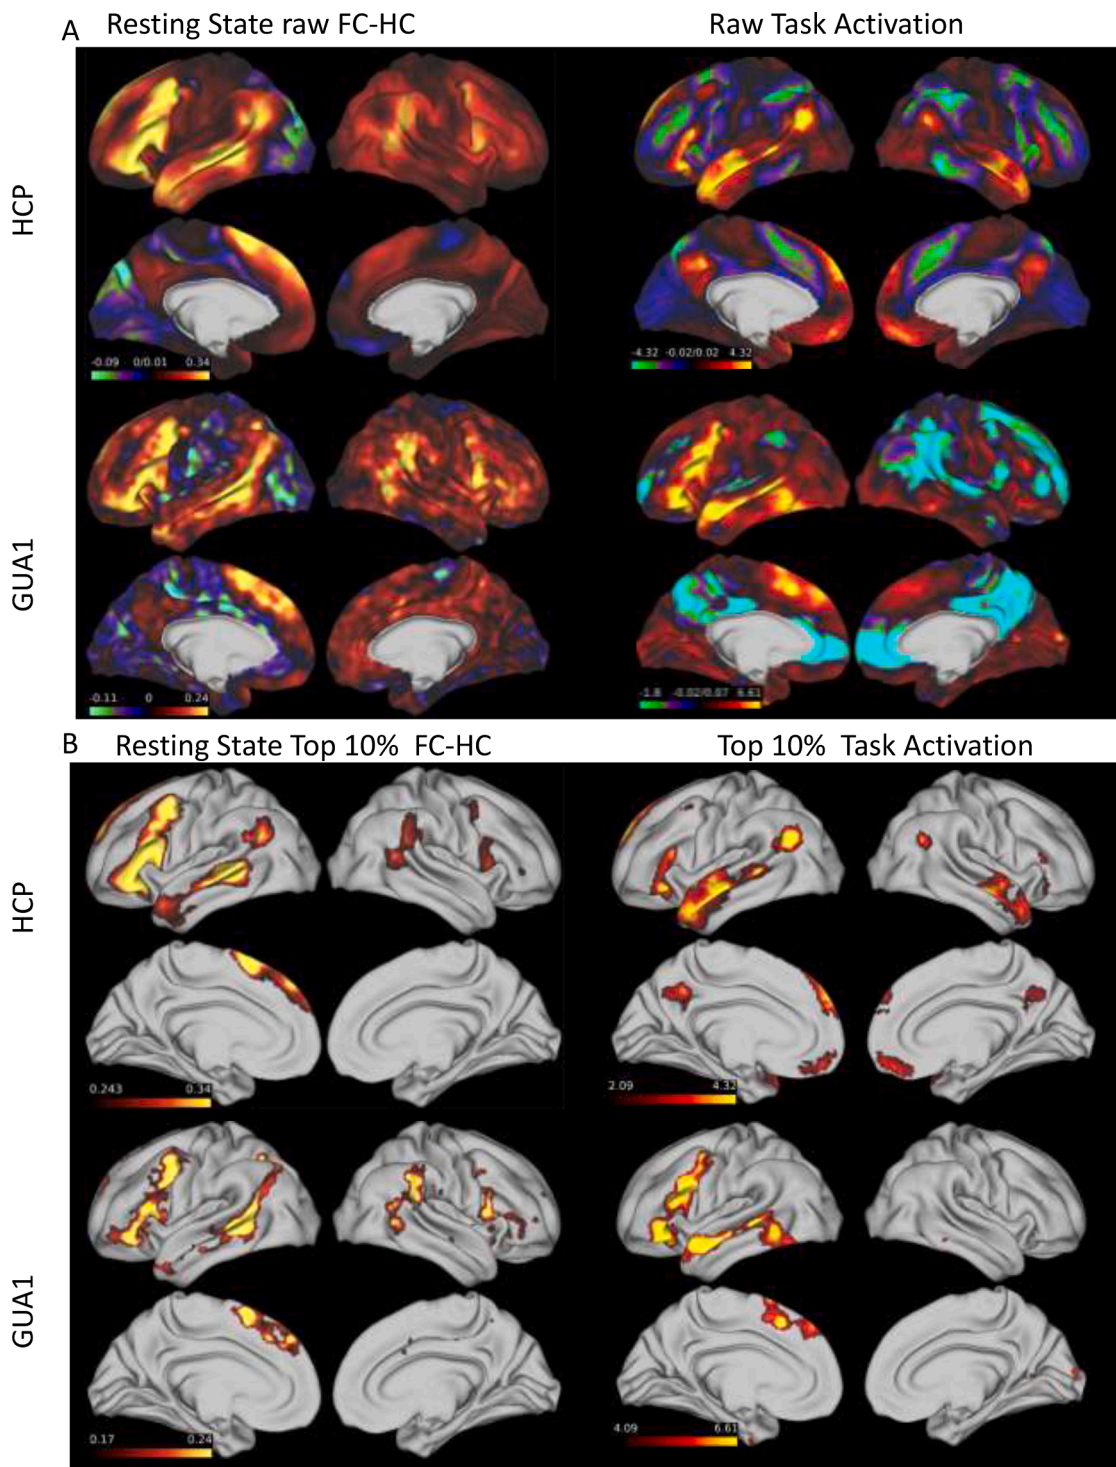 A Resting State raw FC-HC Raw Task Activation
HCP
-0.09 0/0.01 0.34
-4.32 -0.02/0.02 4.32
GUA1
-0.11 0 0.24
-1.8 -0.02/0.07 6.61
B Resting State Top 10% FC-HC Top 10% Task Activation
HCP
0.243 0.34
2.09 4.32
GUA1
0.17 0.24
4.09 6.61